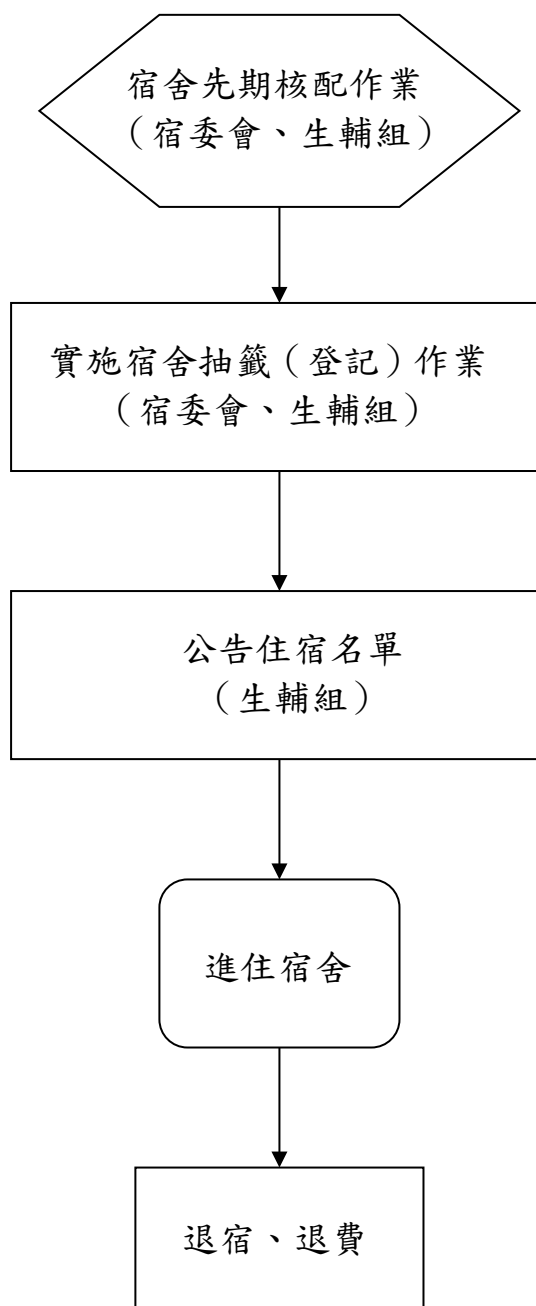 宿舍先期核配作業
（宿委會、生輔組）
實施宿舍抽籤（登記）作業
（宿委會、生輔組）
公告住宿名單
（生輔組）
進住宿舍
退宿、退費